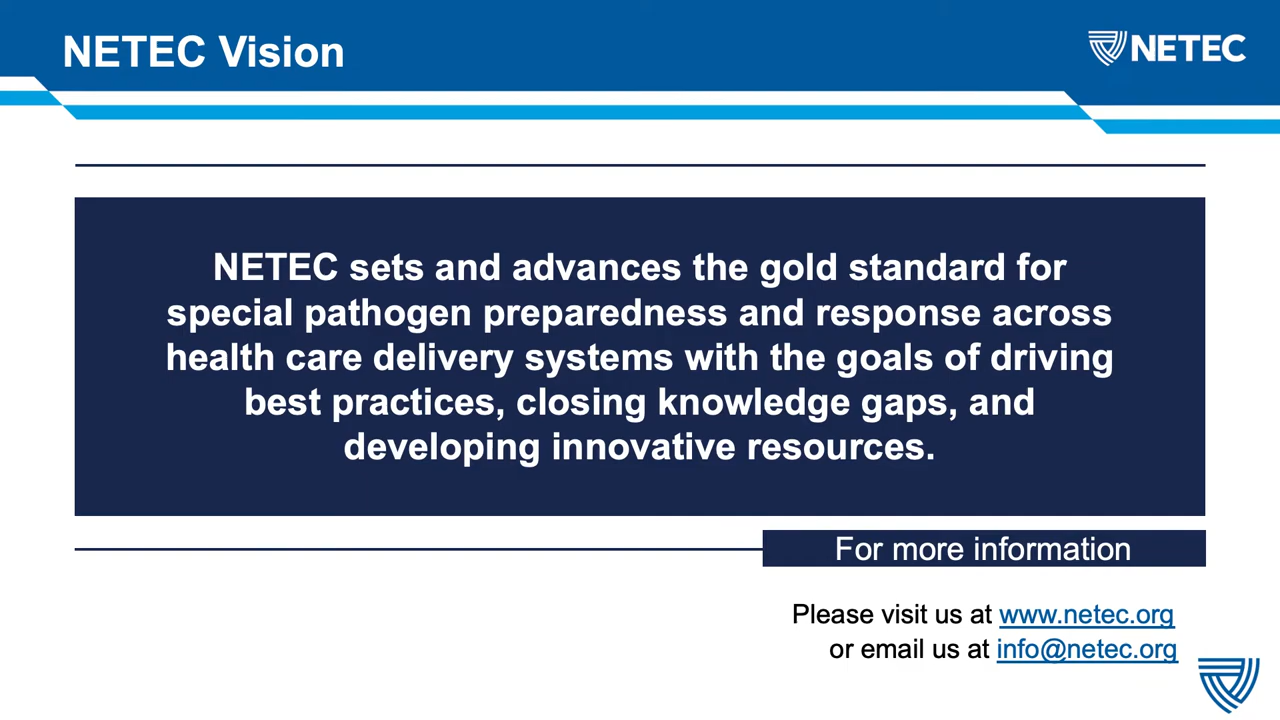 NETEC Vision
NETEC
NETEC sets and advances the gold standard for
special pathogen preparedness and response across
health care delivery systems with the goals of driving
best practices, closing knowledge gaps, and
developing innovative resources.
For more information
Please visit us at www.netec.org
or email us at info@netec.org